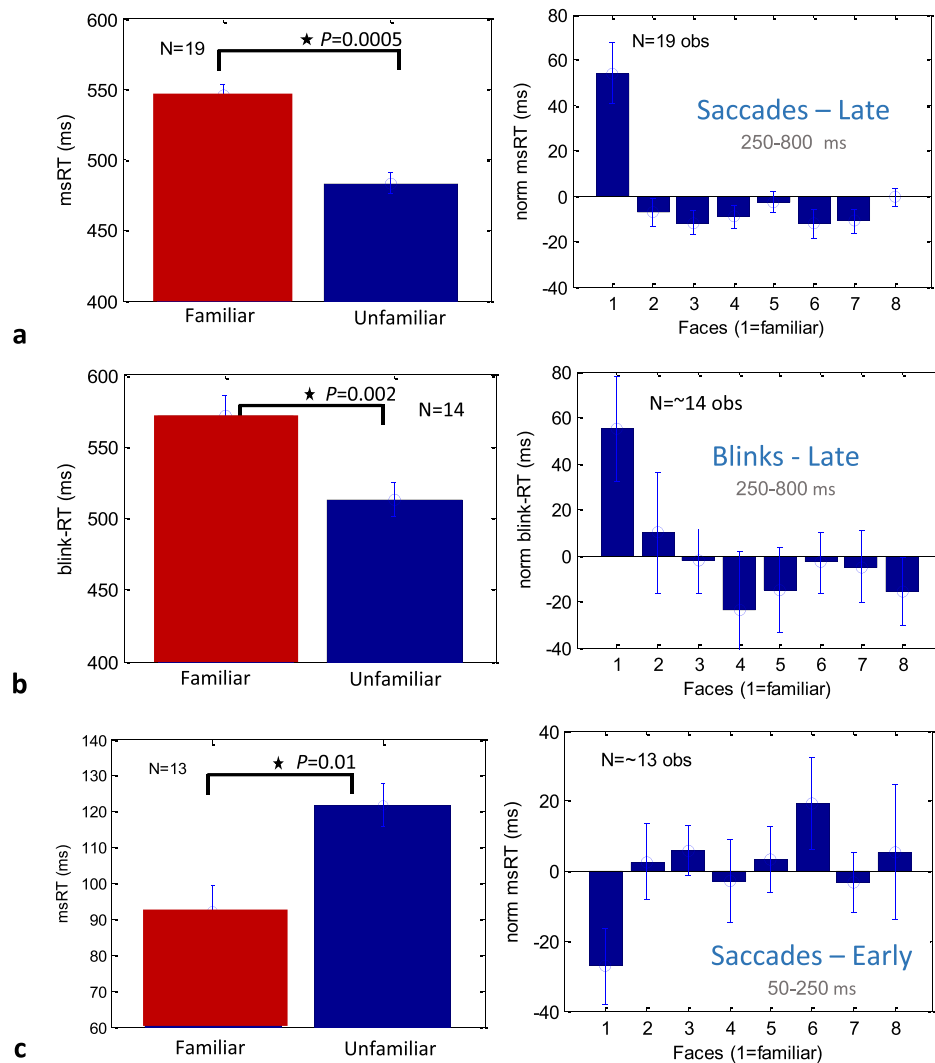 N=19
★ P=0.0005
600
550
500
450
400
msRT (ms)
Familiar
Unfamiliar
a
N=19 obs
Saccades – Late
250-800 ms
80
60
40
20
0
-20
-40
norm msRT (ms)
1 2 3 4 5 6 7 8
Faces (1=familiar)
★ P=0.002
N=14
600
550
500
450
400
blink-RT (ms)
Familiar
Unfamiliar
b
N=~14 obs
Blinks - Late
250-800 ms
80
60
40
20
0
-20
-40
norm blink-RT (ms)
1 2 3 4 5 6 7 8
Faces (1=familiar)
N=13
★ P=0.01
140
130
120
110
100
90
80
70
60
msRT (ms)
Familiar
Unfamiliar
c
N=~13 obs
40
20
0
-20
-40
norm msRT (ms)
Saccades – Early
50-250 ms
1 2 3 4 5 6 7 8
Faces (1=familiar)